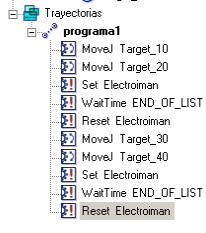 Trayectorias
programa1
MoveJ Target_10
MoveJ Target_20
Set Electroiman
WaitTime END_OF_LIST
Reset Electroiman
MoveJ Target_30
MoveJ Target_40
Set Electroiman
WaitTime END_OF_LIST
Reset Electroiman